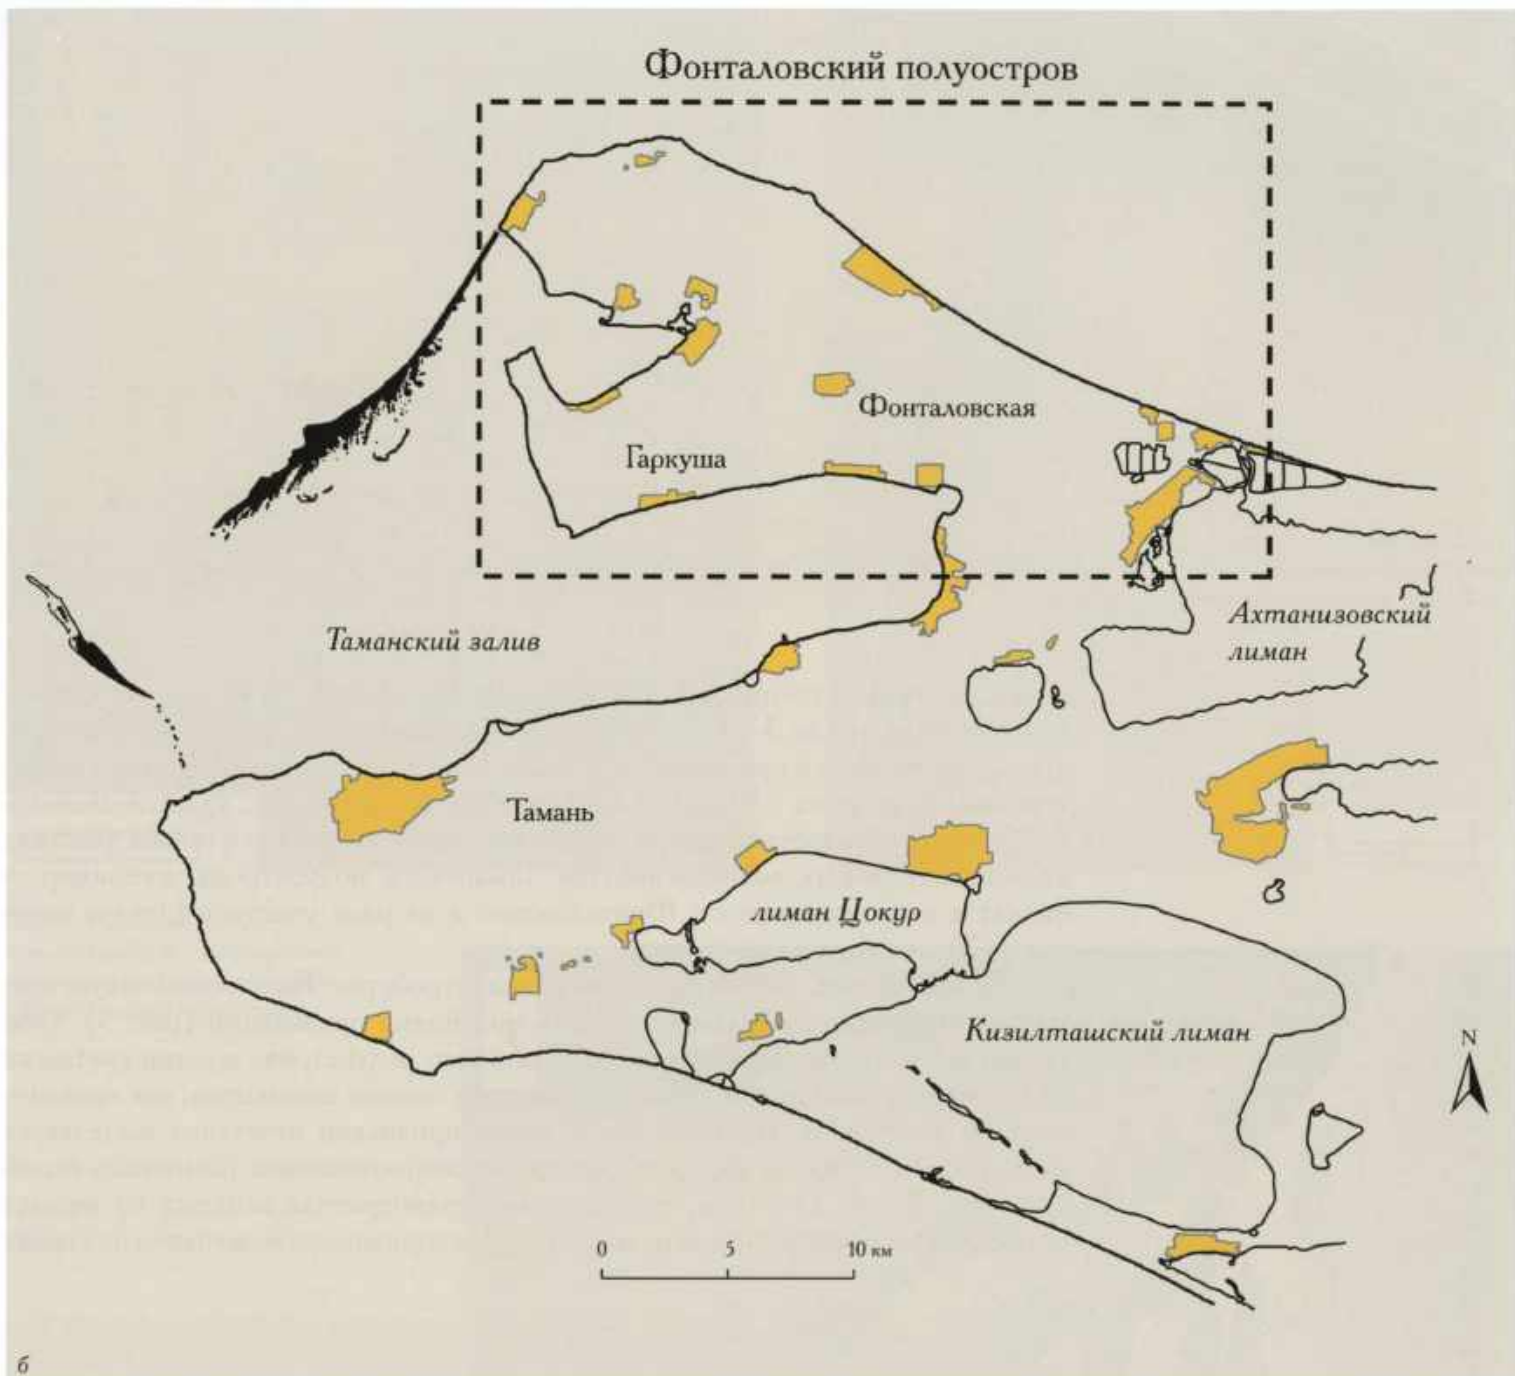 Фонталовский полуостров
Фонталовская
Гаркуша
Таманский залив
Ахтанизовский
лиман
Тамань
лиман Цокур
Кизилташский лиман
N
0 5 10 км
б